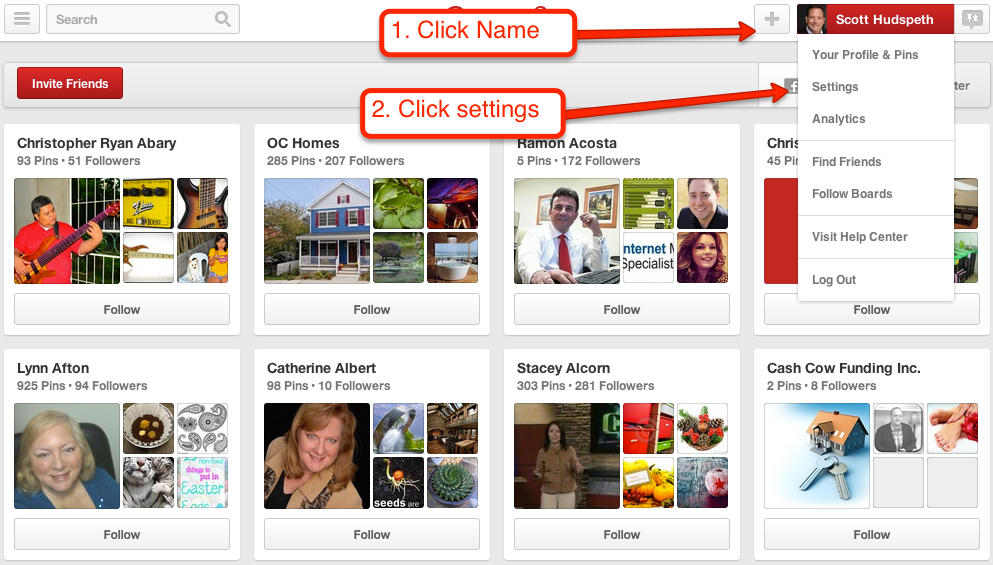 Search
1. Click Name
Scott Hudspeth
Your Profile & Pins
Invite Friends
2. Click settings
Settings
ter
Analytics
Christopher Ryan Abary
93 Pins • 51 Followers
OC Homes
285 Pins • 207 Followers
Ramon Acosta
5 Pins • 172 Followers
Chris
45 Pi
Find Friends
Follow Boards
Visit Help Center
Log Out
nternet M
Specialist
Follow
Follow
Follow
Follow
Lynn Afton
925 Pins • 94 Followers
Catherine Albert
98 Pins • 10 Followers
Stacey Alcorn
303 Pins • 281 Followers
Cash Cow Funding Inc.
2 Pins • 8 Followers
non-food
things to
put in
Easter
Eggs
seeds are
Follow
Follow
Follow
Follow